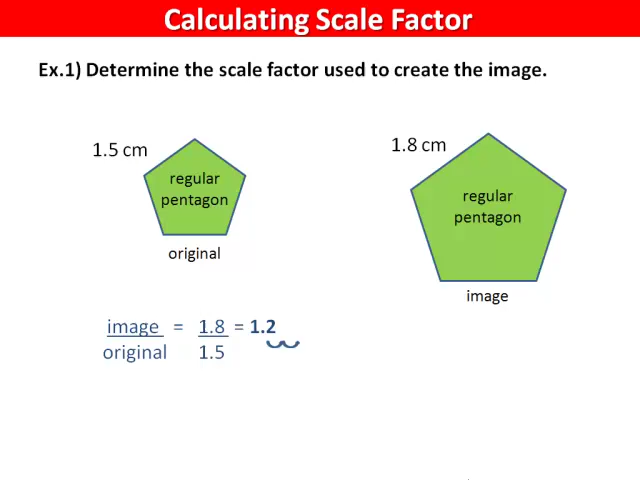 Calculating Scale Factor
Ex.1) Determine the scale factor used to create the image.
1.5 cm
regular
pentagon
original
1.8 cm
regular
pentagon
image
image = 1.8 = 1.2
original 1.5